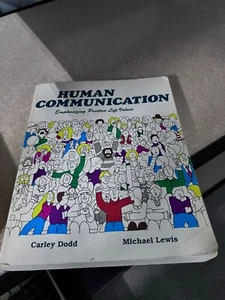 HUMAN
COMMUNICATION
Emphasizing Positive Life Values
Carley Dodd Michael Lewis